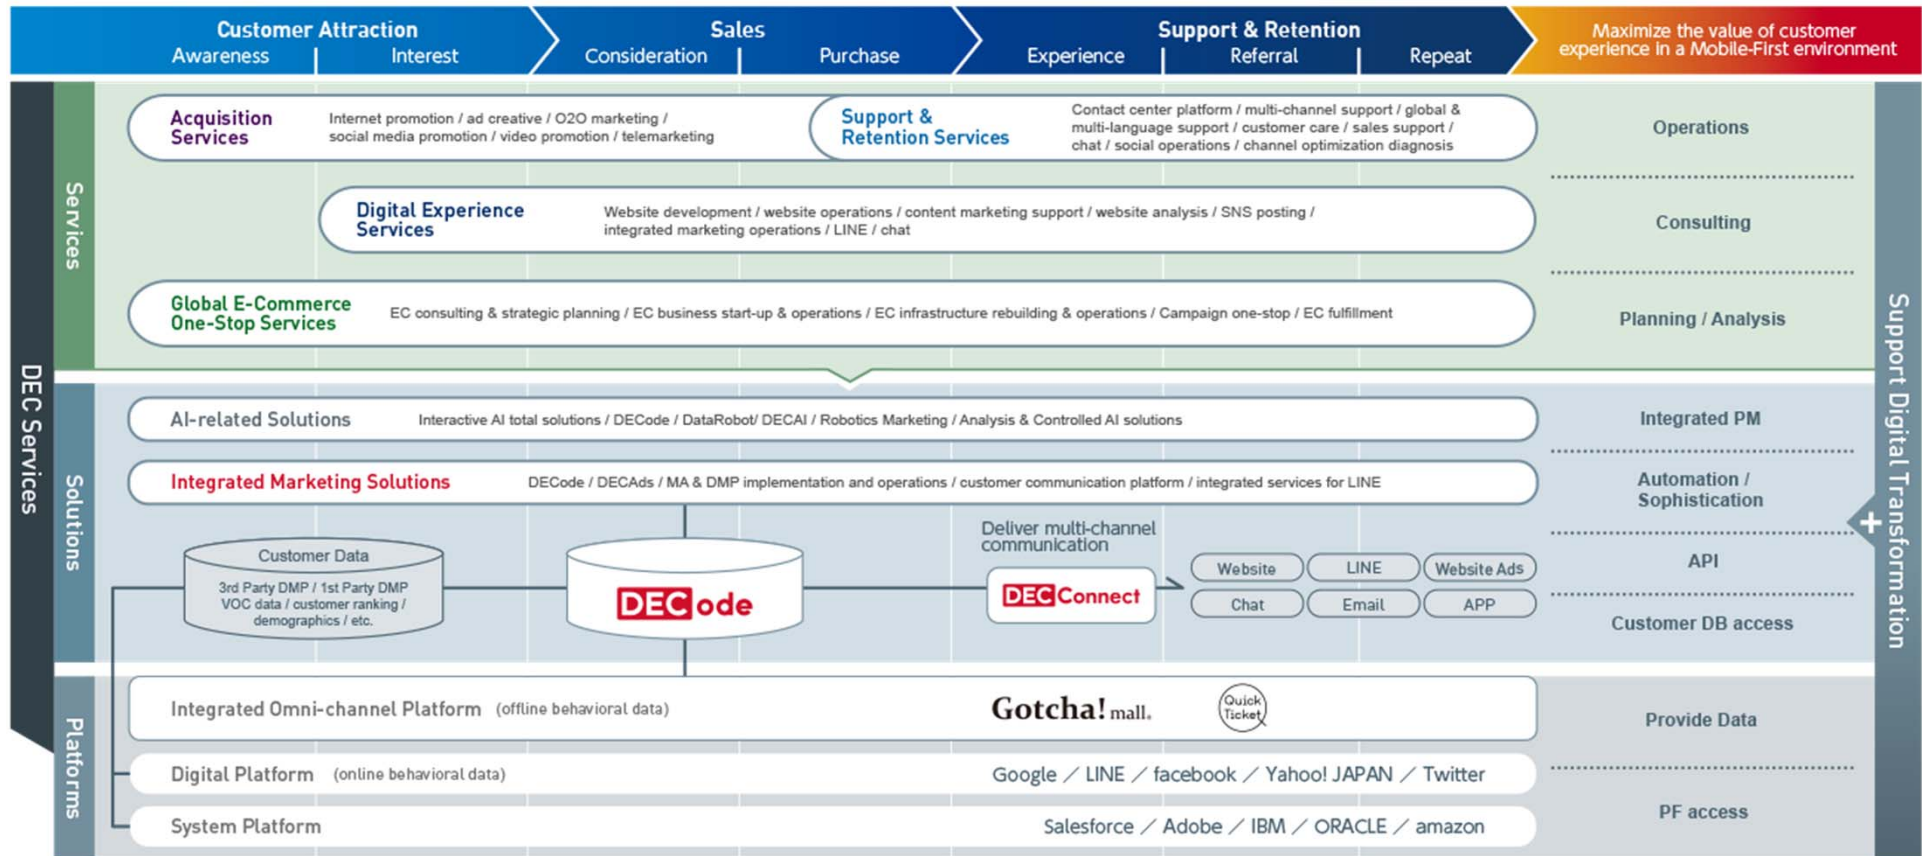 Customer Attraction
Sales
Support & Retention
Maximize the value of customer
experience in a Mobile-First environment
Awareness
Interest
Consideration
Purchase
Experience
Referral
Repeat
DEC Services
Services
Acquisition
Services
Internet promotion / ad creative / O2O marketing /
social media promotion / video promotion / telemarketing
Support &
Retention Services
Contact center platform / multi-channel support / global &
multi-language support / customer care / sales support /
chat / social operations / channel optimization diagnosis
Operations
Digital Experience
Services
Website development / website operations / content marketing support / website analysis / SNS posting /
integrated marketing operations / LINE / chat
Consulting
Global E-Commerce
One-Stop Services
EC consulting & strategic planning / EC business start-up & operations / EC infrastructure rebuilding & operations / Campaign one-stop / EC fulfillment
Planning / Analysis
Support Digital Transformation
+
Solutions
AI-related Solutions
Interactive AI total solutions / DECode / DataRobot/ DECAI / Robotics Marketing / Analysis & Controlled AI solutions
Integrated PM
Integrated Marketing Solutions
DECode / DECAds / MA & DMP implementation and operations / customer communication platform / integrated services for LINE
Automation /
Sophistication
Customer Data
3rd Party DMP / 1st Party DMP
VOC data / customer ranking /
demographics / etc.
DECode
Deliver multi-channel
communication
DEC Connect
Website
LINE
Website Ads
Chat
Email
APP
API
Customer DB access
Platforms
Integrated Omni-channel Platform (offline behavioral data)
Gotcha! mall.
Quick
Ticket
Provide Data
Digital Platform (online behavioral data)
Google / LINE / facebook / Yahoo! JAPAN / Twitter
System Platform
Salesforce / Adobe / IBM / ORACLE / amazon
PF access